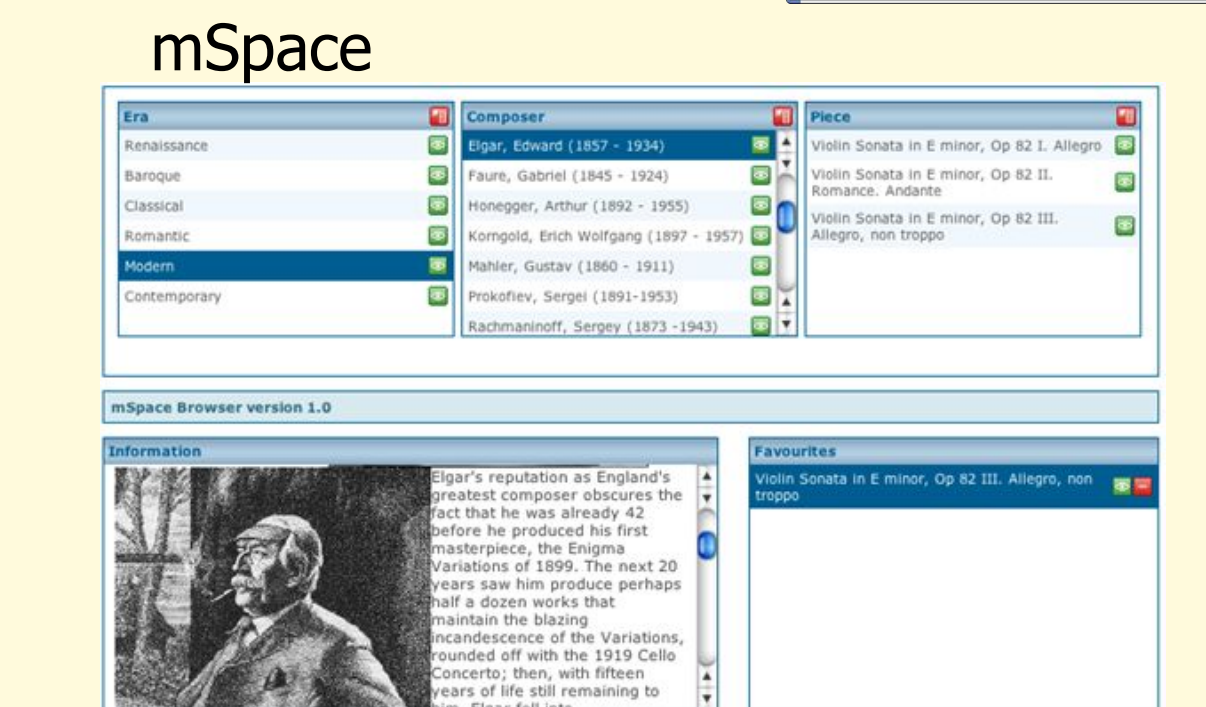 mSpace
Era
Renaissance
Baroque
Classical
Romantic
Modern
Contemporary
Composer
Elgar, Edward (1857 - 1934)
Faure, Gabriel (1845 - 1924)
Honegger, Arthur (1892 - 1955)
Korngold, Erich Wolfgang (1897 - 1957)
Mahler, Gustav (1860 - 1911)
Prokofiev, Sergei (1891-1953)
Rachmaninoff, Sergey (1873 -1943)
Piece
Violin Sonata in E minor, Op 82 I. Allegro
Violin Sonata in E minor, Op 82 II.
Romance. Andante
Violin Sonata in E minor, Op 82 III.
Allegro, non troppo
mSpace Browser version 1.0
Information
Elgar's reputation as England's
greatest composer obscures the
fact that he was already 42
before he produced his first
masterpiece, the Enigma
Variations of 1899. The next 20
years saw him produce perhaps
half a dozen works that
maintain the blazing
incandescence of the Variations,
rounded off with the 1919 Cello
Concerto; then, with fifteen
years of life still remaining to
him, Elgar fell into
Favourites
Violin Sonata in E minor, Op 82 III. Allegro, non
troppo